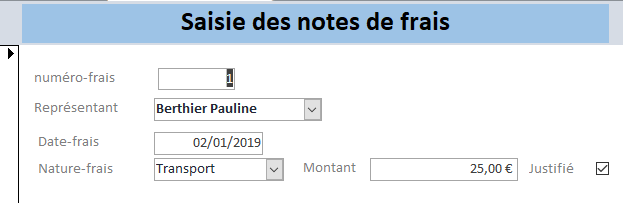 Saisie des notes de frais
numéro-frais 1
Représentant Berthier Pauline
Date-frais 02/01/2019
Nature-frais Transport Montant 25,00 € Justifié